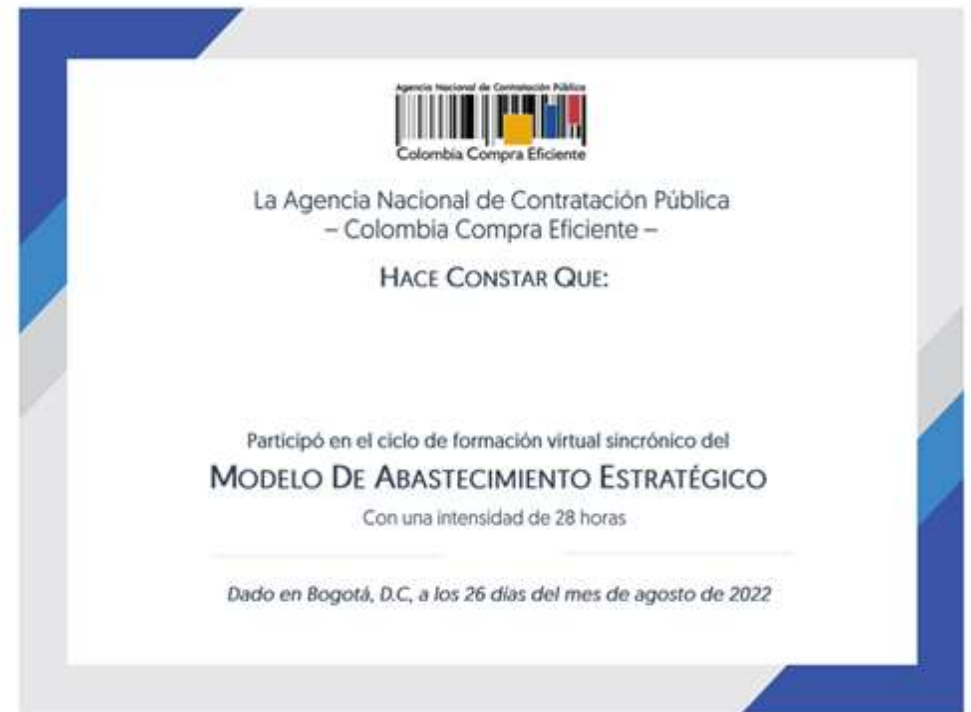 Agencia Nacional de Contratación Pública
Colombia Compra Eficiente
La Agencia Nacional de Contratación Pública
– Colombia Compra Eficiente –
HACE CONSTAR QUE:
Participó en el ciclo de formación virtual sincrónico del
MODELO DE ABASTECIMIENTO ESTRATÉGICO
Con una intensidad de 28 horas
Dado en Bogotá, D.C, a los 26 días del mes de agosto de 2022